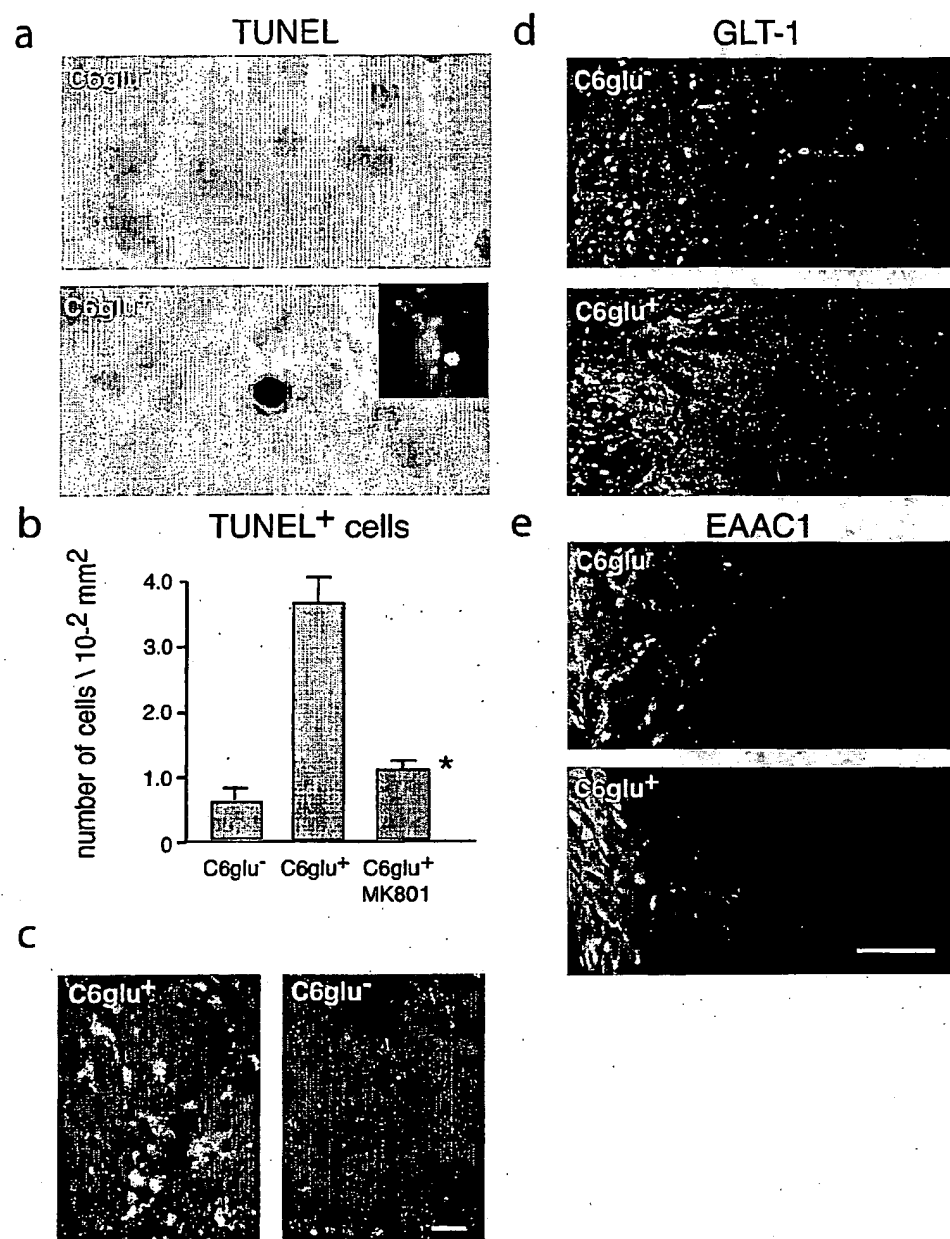 a
TUNEL
C6glu-
C6glu
b
TUNEL+ cells
number of cells \ 10-2 mm2
4.0
3.0
2.0
1.0
0
*
C6glu- C6glu+ C6glu+
MK801
c
C6glu+
C6glu-
d
GLT-1
C6glu-
C6glu+
e
EAAC1
C6glu-
C6glu+